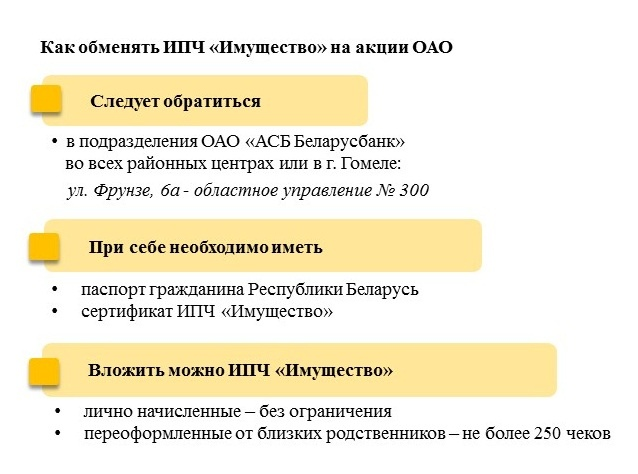 Как обменять ИПЧ «Имущество» на акции ОАО
Следует обратиться
• в подразделения ОАО «АСБ Беларусбанк»
во всех районных центрах или в г. Гомеле:
ул. Фрунзе, 6а - областное управление № 300
При себе необходимо иметь
• паспорт гражданина Республики Беларусь
• сертификат ИПЧ «Имущество»
Вложить можно ИПЧ «Имущество»
• лично начисленные – без ограничения
• переоформленные от близких родственников – не более 250 чеков